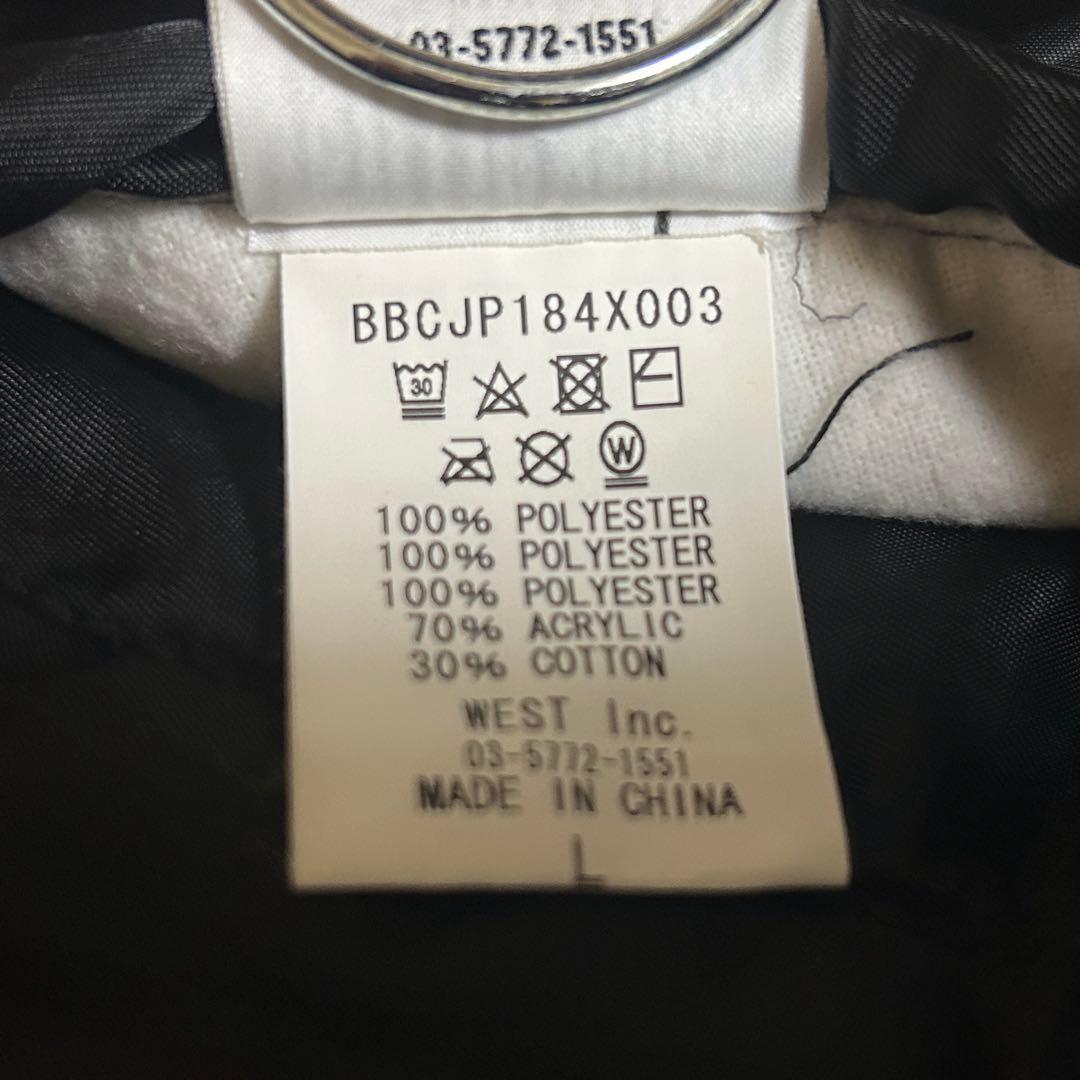 03-5772-1551
BBCJP184X003
30
W
100% POLYESTER
100% POLYESTER
100% POLYESTER
70% ACRYLIC
30% COTTON
WEST Inc.
03-5772-1551
MADE IN CHINA
L